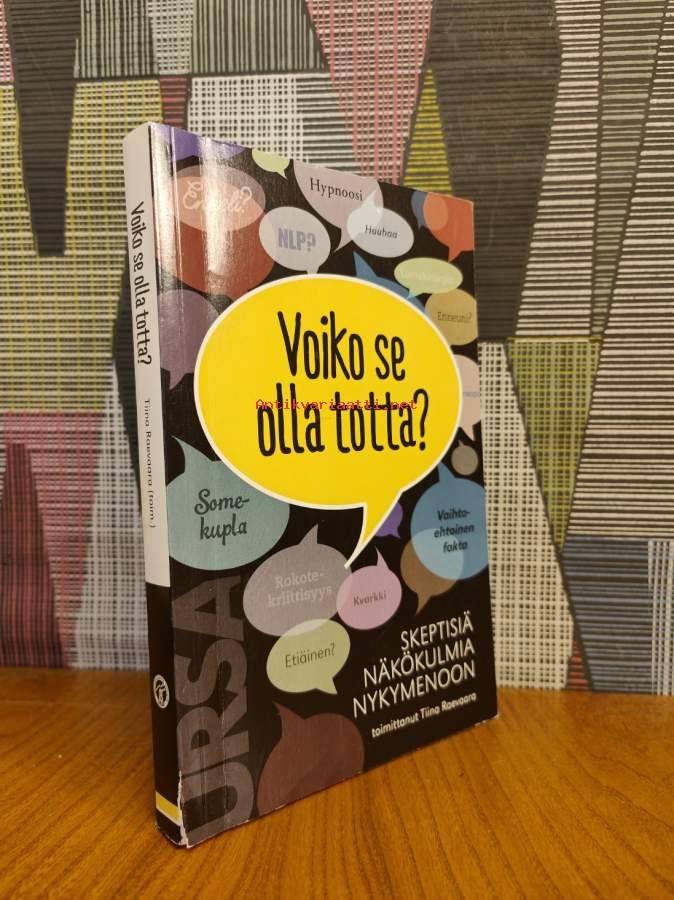 Voiko se olla totta?
Tiina Raevaara (toim.)
Hypnoosi
NLP?
Huuhaa
Enneuni?
Voiko se
olla totta?
Antikvariaatti.net
Some-
kupla
Vaihto-
ehtoinen
fakta
Rokote-
kriittisyys
Kvarkki
Etiäinen?
URSA
SKEPTISIÄ
NÄKÖKULMIA
NYKYMENOON
toimittanut Tiina Raevaara